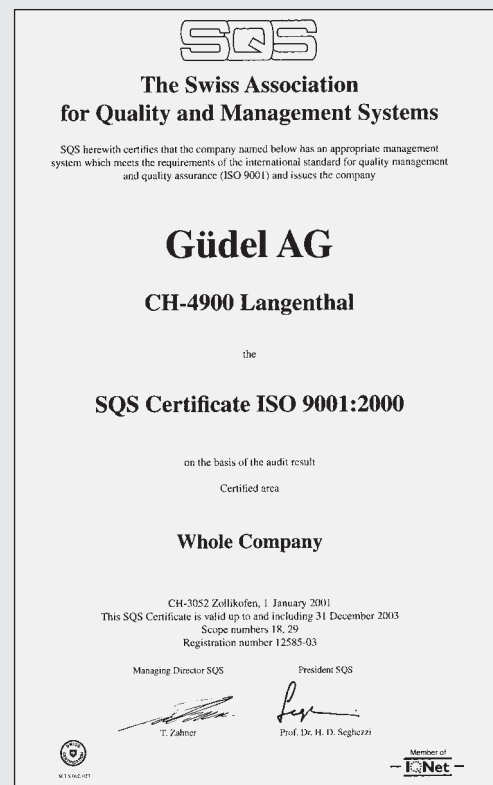 SQS
The Swiss Association
for Quality and Management Systems
SQS herewith certifies that the company named below has an appropriate management
system which meets the requirements of the international standard for quality management
and quality assurance (ISO 9001) and issues the company
Güdel AG
CH-4900 Langenthal
the
SQS Certificate ISO 9001:2000
on the basis of the audit result
Certified area
Whole Company
CH-3052 Zollikofen, 1 January 2001
This SQS Certificate is valid up to and including 31 December 2003
Scope numbers 18, 29
Registration number 12585-03
Managing Director SQS President SQS
T. Zahner Prof. Dr. H. D. Seghezzi
SWISS
Member of
IQNet